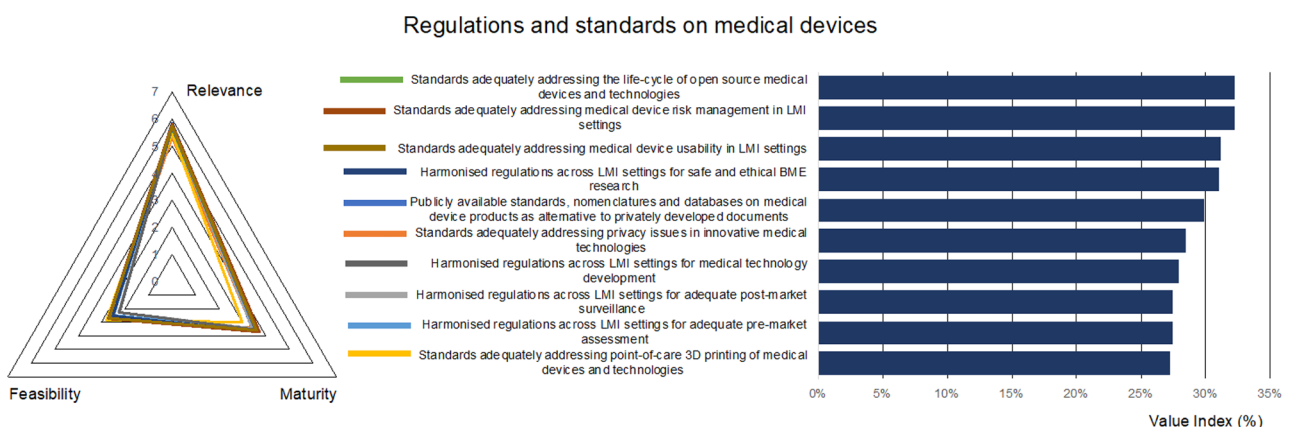 Regulations and standards on medical devices
7
Relevance
6
5
4
3
2
1
0
Feasibility
Maturity
Standards adequately addressing the life-cycle of open source medical
devices and technologies
Standards adequately addressing medical device risk management in LMI
settings
Standards adequately addressing medical device usability in LMI settings
Harmonised regulations across LMI settings for safe and ethical BME
research
Publicly available standards, nomenclatures and databases on medical
device products as alternative to privately developed documents
Standards adequately addressing privacy issues in innovative medical
technologies
Harmonised regulations across LMI settings for medical technology
development
Harmonised regulations across LMI settings for adequate post-market
surveillance
Harmonised regulations across LMI settings for adequate pre-market
assessment
Standards adequately addressing point-of-care 3D printing of medical
devices and technologies
0% 5% 10% 15% 20% 25% 30% 35%
Value Index (%)